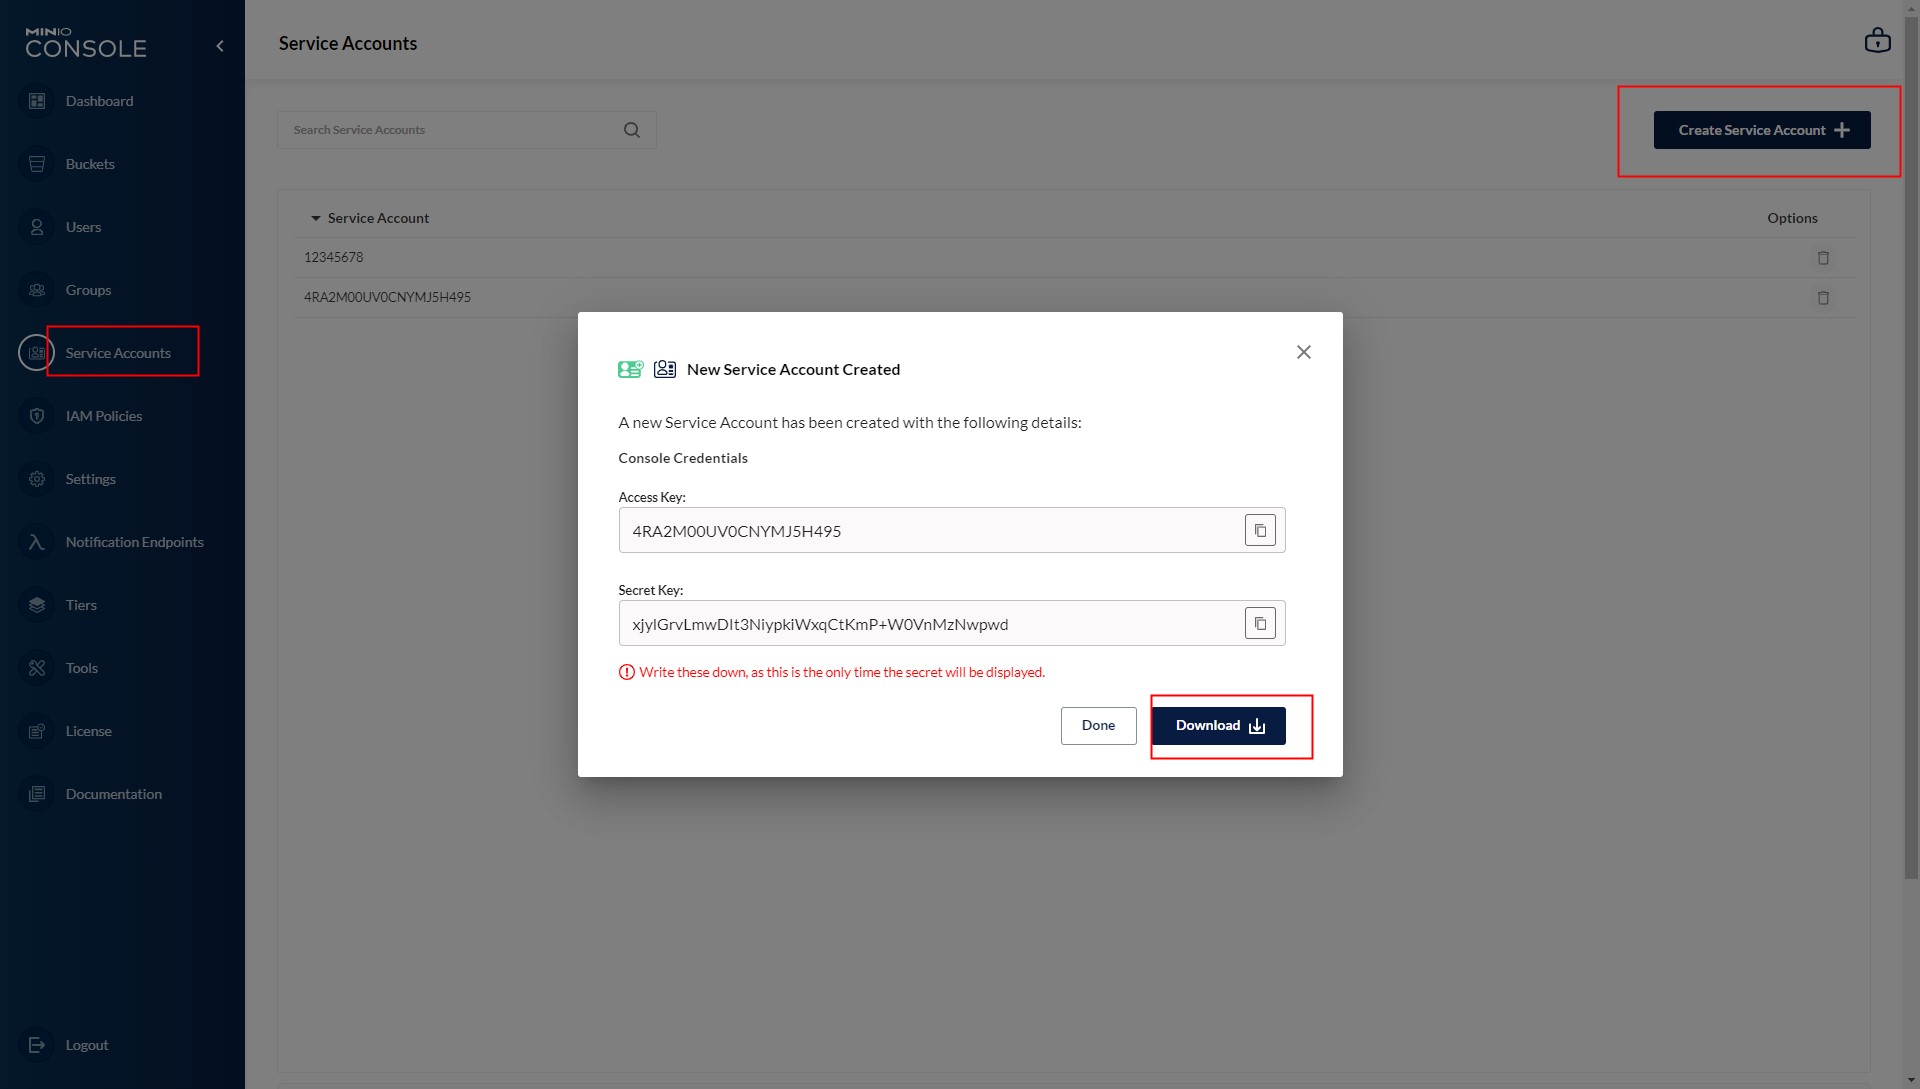 MINIO
CONSOLE
Service Accounts
Dashboard
Buckets
Users
Groups
Service Accounts
IAM Policies
Settings
Notification Endpoints
Tiers
Tools
License
Documentation
Logout
Search Service Accounts
Create Service Account
Service Account Options
12345678
4RA2M00UV0CNYMJ5H495
New Service Account Created
A new Service Account has been created with the following details:
Console Credentials
Access Key:
4RA2M00UV0CNYMJ5H495
Secret Key:
xjylGrvLmwDIt3NiypkiWxqCtKmP+W0VnMzNwpwd
Write these down, as this is the only time the secret will be displayed.
Done
Download